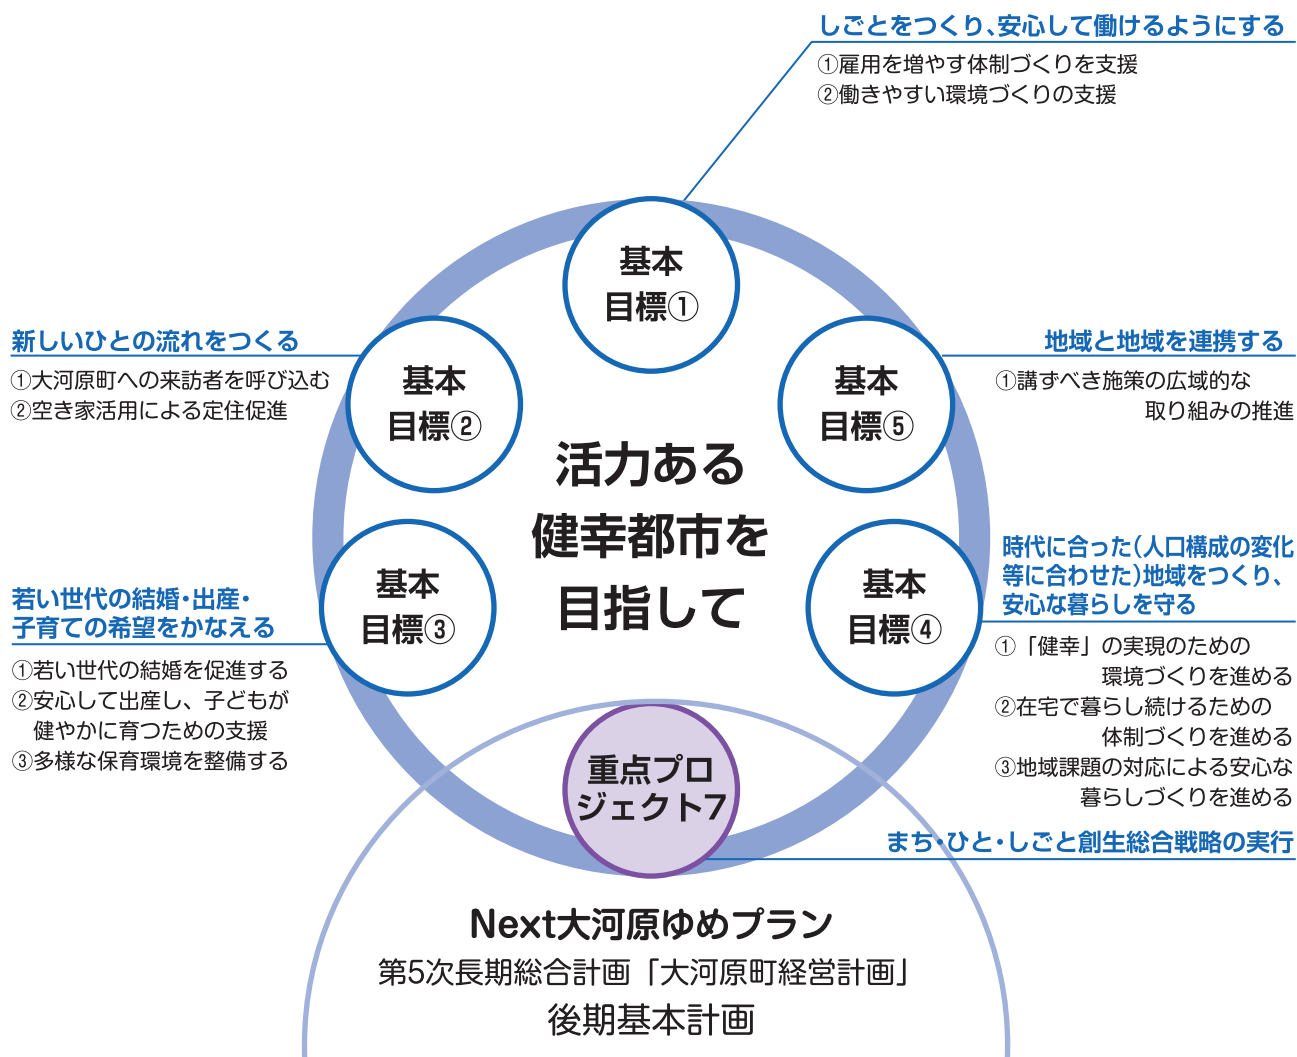 しごとをつくり、安心して働けるようにする
①雇用を増やす体制づくりを支援
②働きやすい環境づくりの支援
基本
目標①
新しいひとの流れをつくる
①大河原町への来訪者を呼び込む
②空き家活用による定住促進
基本
目標②
基本
目標⑤
地域と地域を連携する
①講ずべき施策の広域的な
取り組みの推進
活力ある
健幸都市を
目指して
若い世代の結婚・出産・
子育ての希望をかなえる
①若い世代の結婚を促進する
②安心して出産し、子どもが
健やかに育つための支援
③多様な保育環境を整備する
基本
目標③
基本
目標④
時代に合った（人口構成の変化
等に合わせた）地域をつくり、
安心な暮らしを守る
①「健幸」の実現のための
環境づくりを進める
②在宅で暮らし続けるための
体制づくりを進める
③地域課題の対応による安心な
暮らしづくりを進める
重点プロ
ジェクト7
まち・ひと・しごと創生総合戦略の実行
Next大河原ゆめプラン
第5次長期総合計画「大河原町経営計画」
後期基本計画